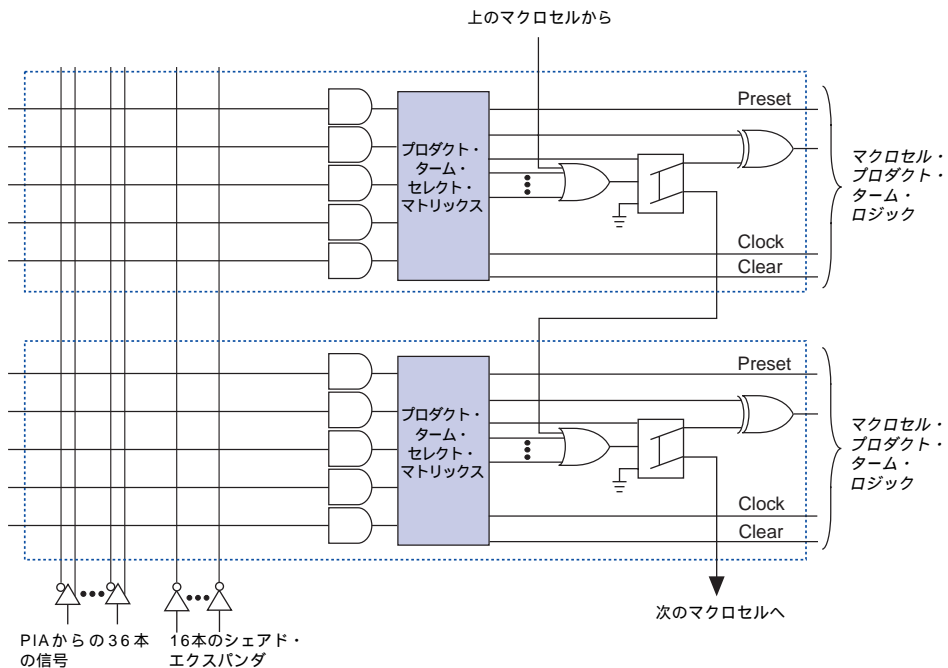 上のマクロセルから
Preset
プロダクト・
ターム・
セレクト・
マトリックス
マクロセル・
プロダクト・
ターム・
ロジック
Clock
Clear
Preset
プロダクト・
ターム・
セレクト・
マトリックス
マクロセル・
プロダクト・
ターム・
ロジック
Clock
Clear
次のマクロセルへ
PIAからの36本
の信号
16本のシェアド・
エクスパンダ